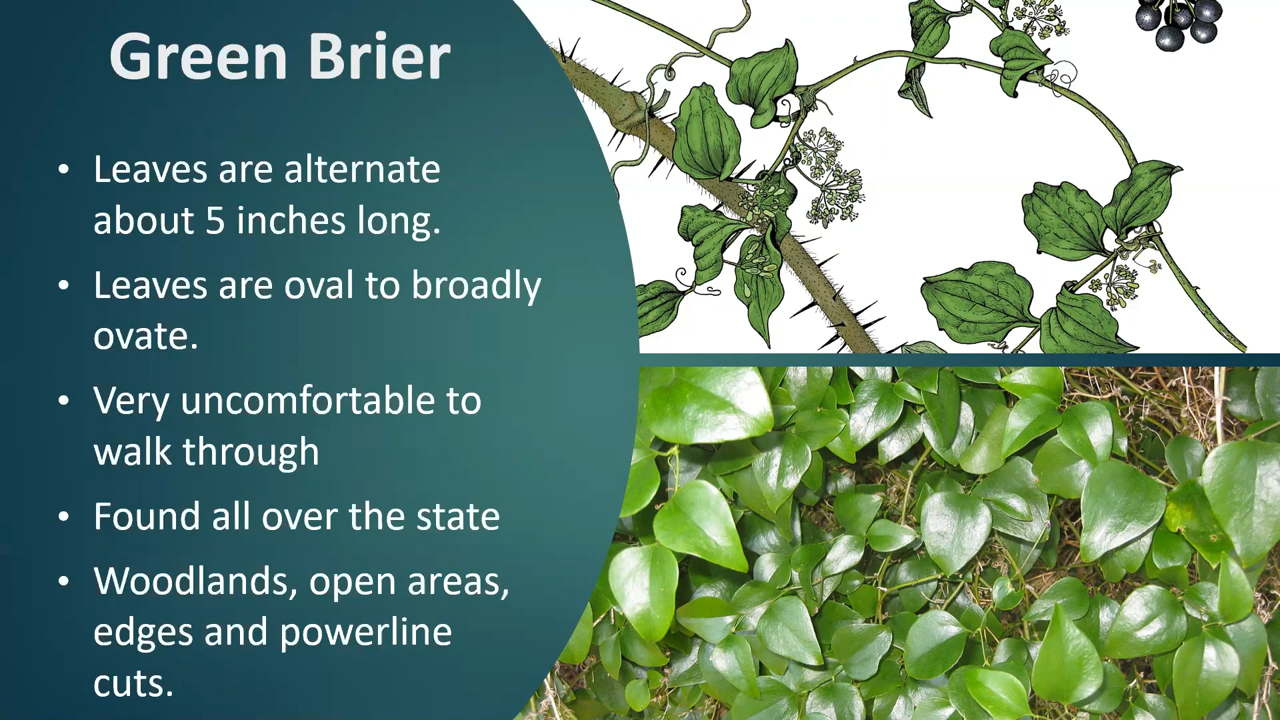 Green Brier
• Leaves are alternate
about 5 inches long.
• Leaves are oval to broadly
ovate.
• Very uncomfortable to
walk through
• Found all over the state
• Woodlands, open areas,
edges and powerline
cuts.